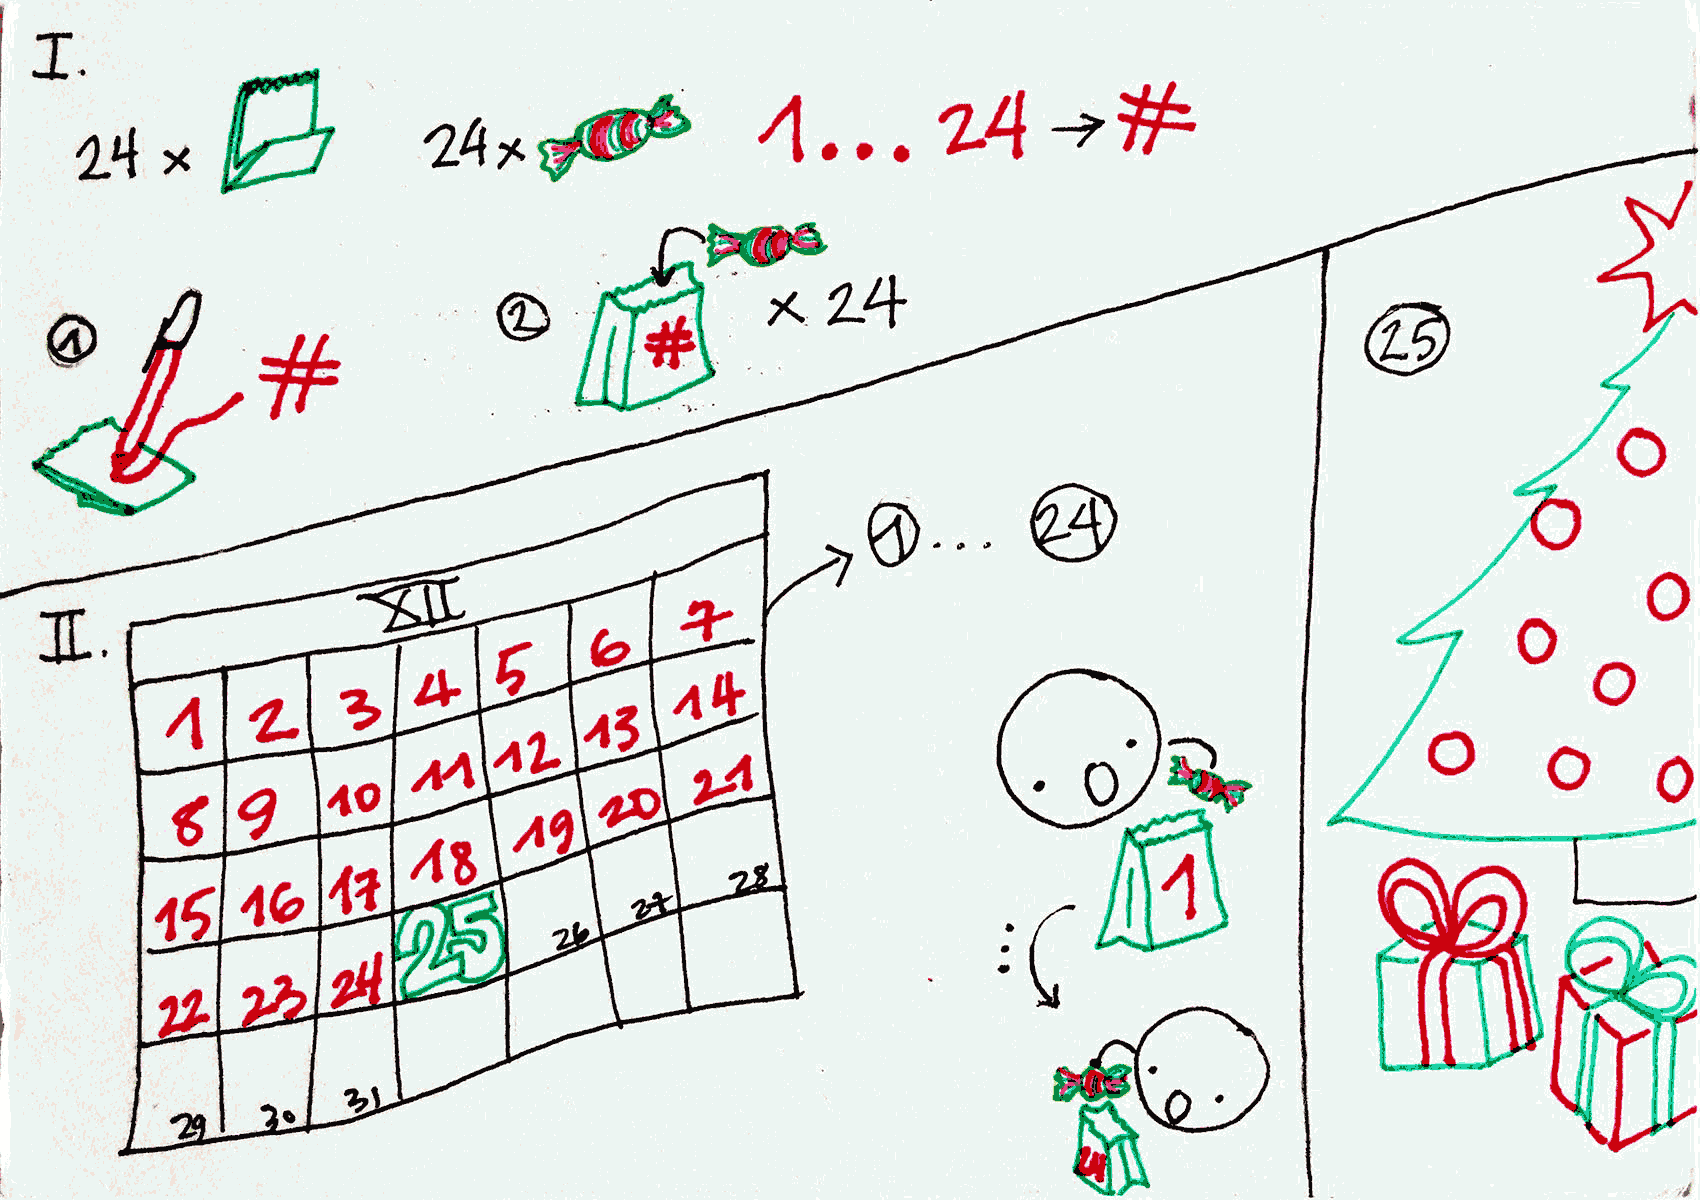 I.
24 x 24x 1... 24 → #
① # ② # x 24
II.
XII
1 2 3 4 5 6 7
8 9 10 11 12 13 14
15 16 17 18 19 20 21
22 23 24 25 26 27 28
29 30 31
① ... ㉔
1
24
㉕